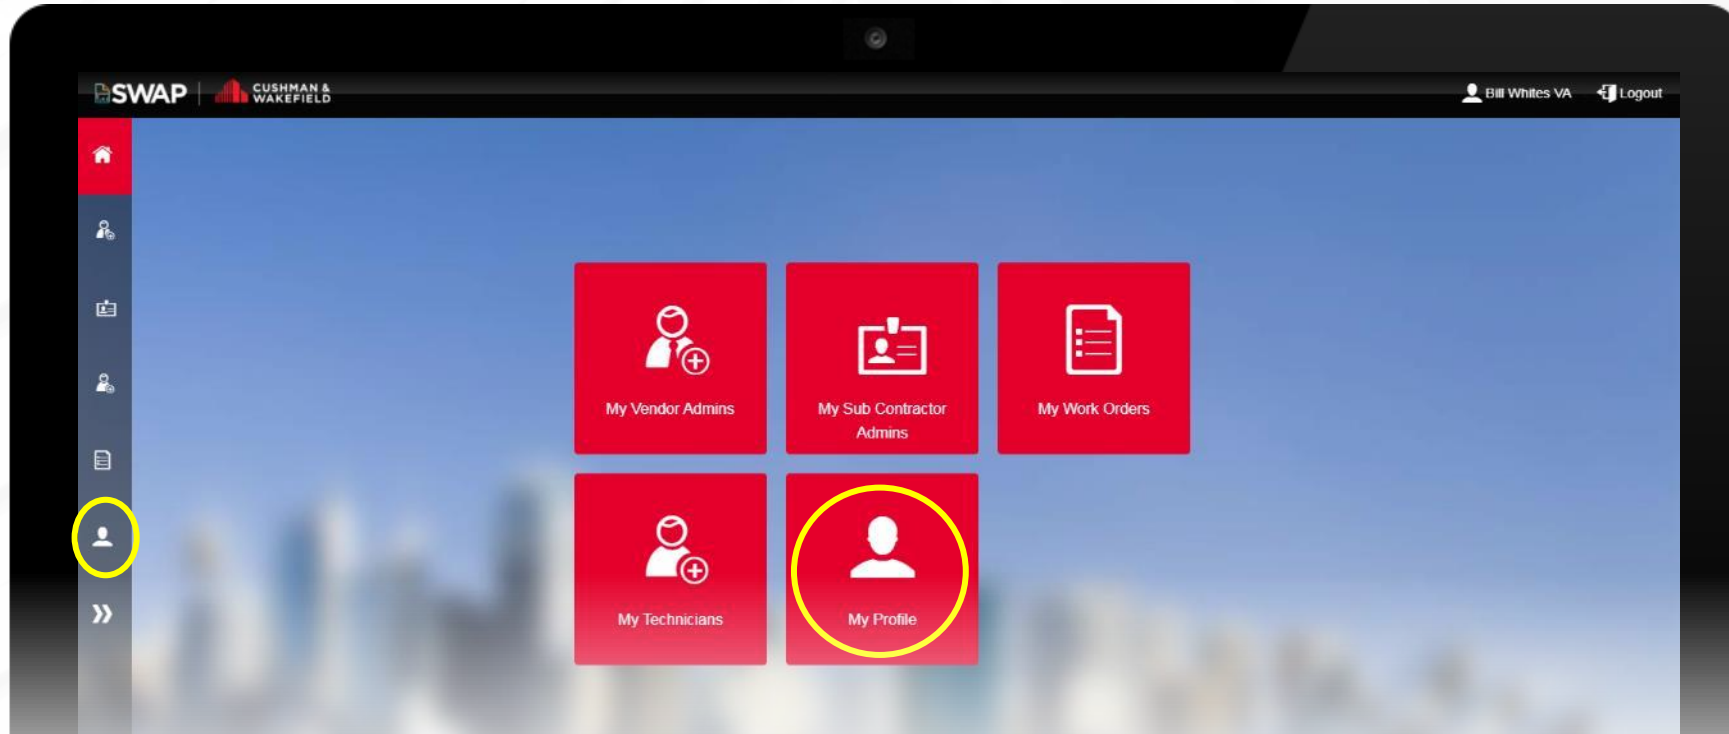 SWAP
CUSHMAN &
WAKEFIELD
Bill Whites VA
Logout
My Vendor Admins
My Sub Contractor
Admins
My Work Orders
My Technicians
My Profile